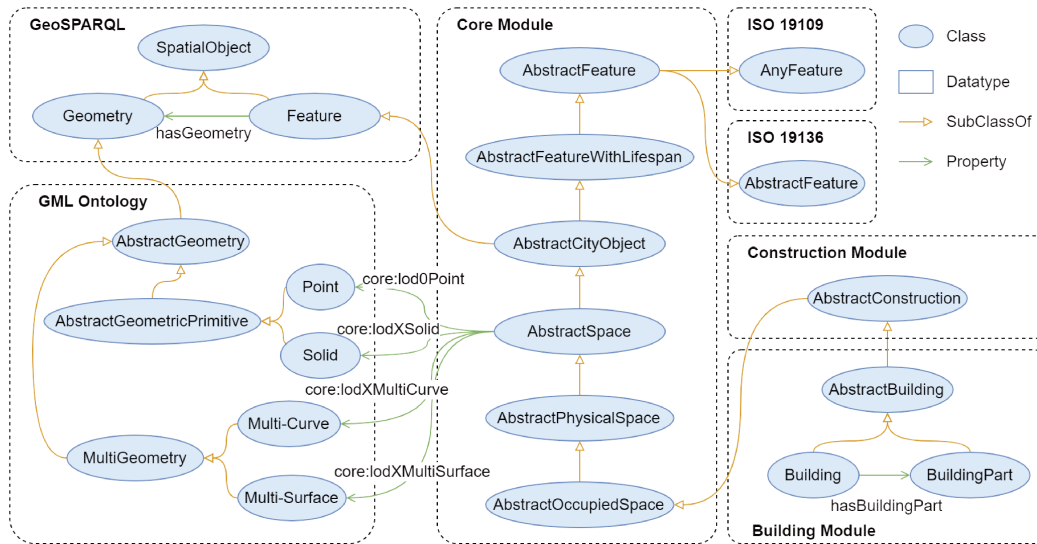 GeoSPARQL
SpatialObject
Geometry
hasGeometry
Feature
GML Ontology
AbstractGeometry
AbstractGeometricPrimitive
Point
Solid
MultiGeometry
Multi-Curve
Multi-Surface
core:lod0Point
core:lodXSolid
core:lodXMultiCurve
core:lodXMultiSurface
Core Module
AbstractFeature
AbstractFeatureWithLifespan
AbstractCityObject
AbstractSpace
AbstractPhysicalSpace
AbstractOccupiedSpace
ISO 19109
AnyFeature
ISO 19136
AbstractFeature
Class
Datatype
SubClassOf
Property
Construction Module
AbstractConstruction
AbstractBuilding
Building
BuildingPart
hasBuildingPart
Building Module